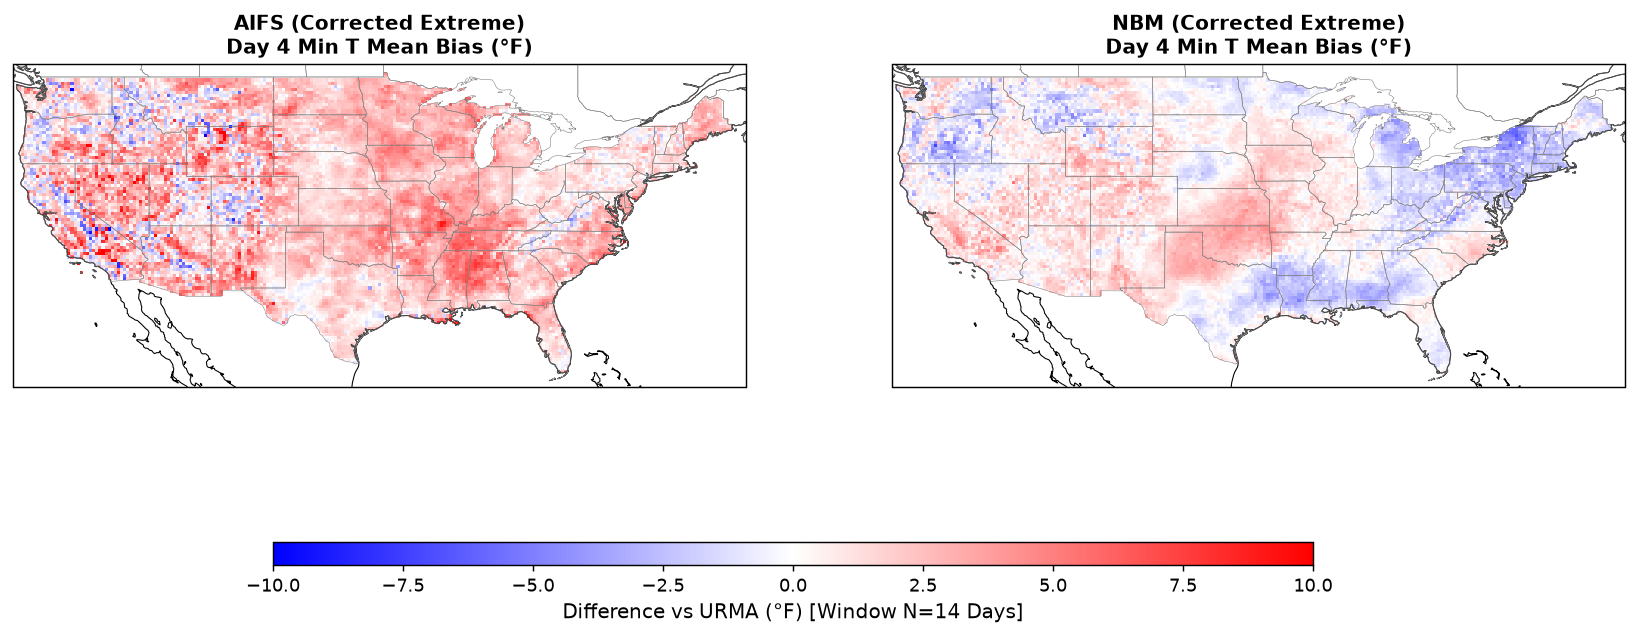 AIFS (Corrected Extreme)
Day 4 Min T Mean Bias (°F)
NBM (Corrected Extreme)
Day 4 Min T Mean Bias (°F)
−10.0 −7.5 −5.0 −2.5 0.0 2.5 5.0 7.5 10.0
Difference vs URMA (°F) [Window N=14 Days]